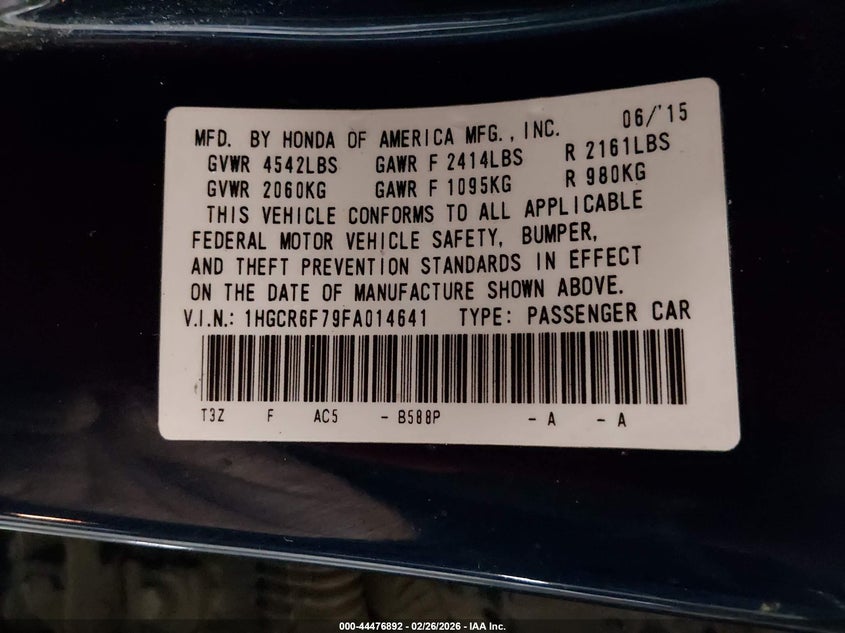 MFD. BY HONDA OF AMERICA MFG., INC. 06/'15
GVWR 4542LBS GAWR F 2414LBS R 2161LBS
GVWR 2060KG GAWR F 1095KG R 980KG
THIS VEHICLE CONFORMS TO ALL APPLICABLE
FEDERAL MOTOR VEHICLE SAFETY, BUMPER,
AND THEFT PREVENTION STANDARDS IN EFFECT
ON THE DATE OF MANUFACTURE SHOWN ABOVE.
V.I.N.: 1HGCR6F79FA014641 TYPE: PASSENGER CAR
T3Z F AC5 - B588P - A - A
000-44476892 - 02/26/2026 - IAA Inc.